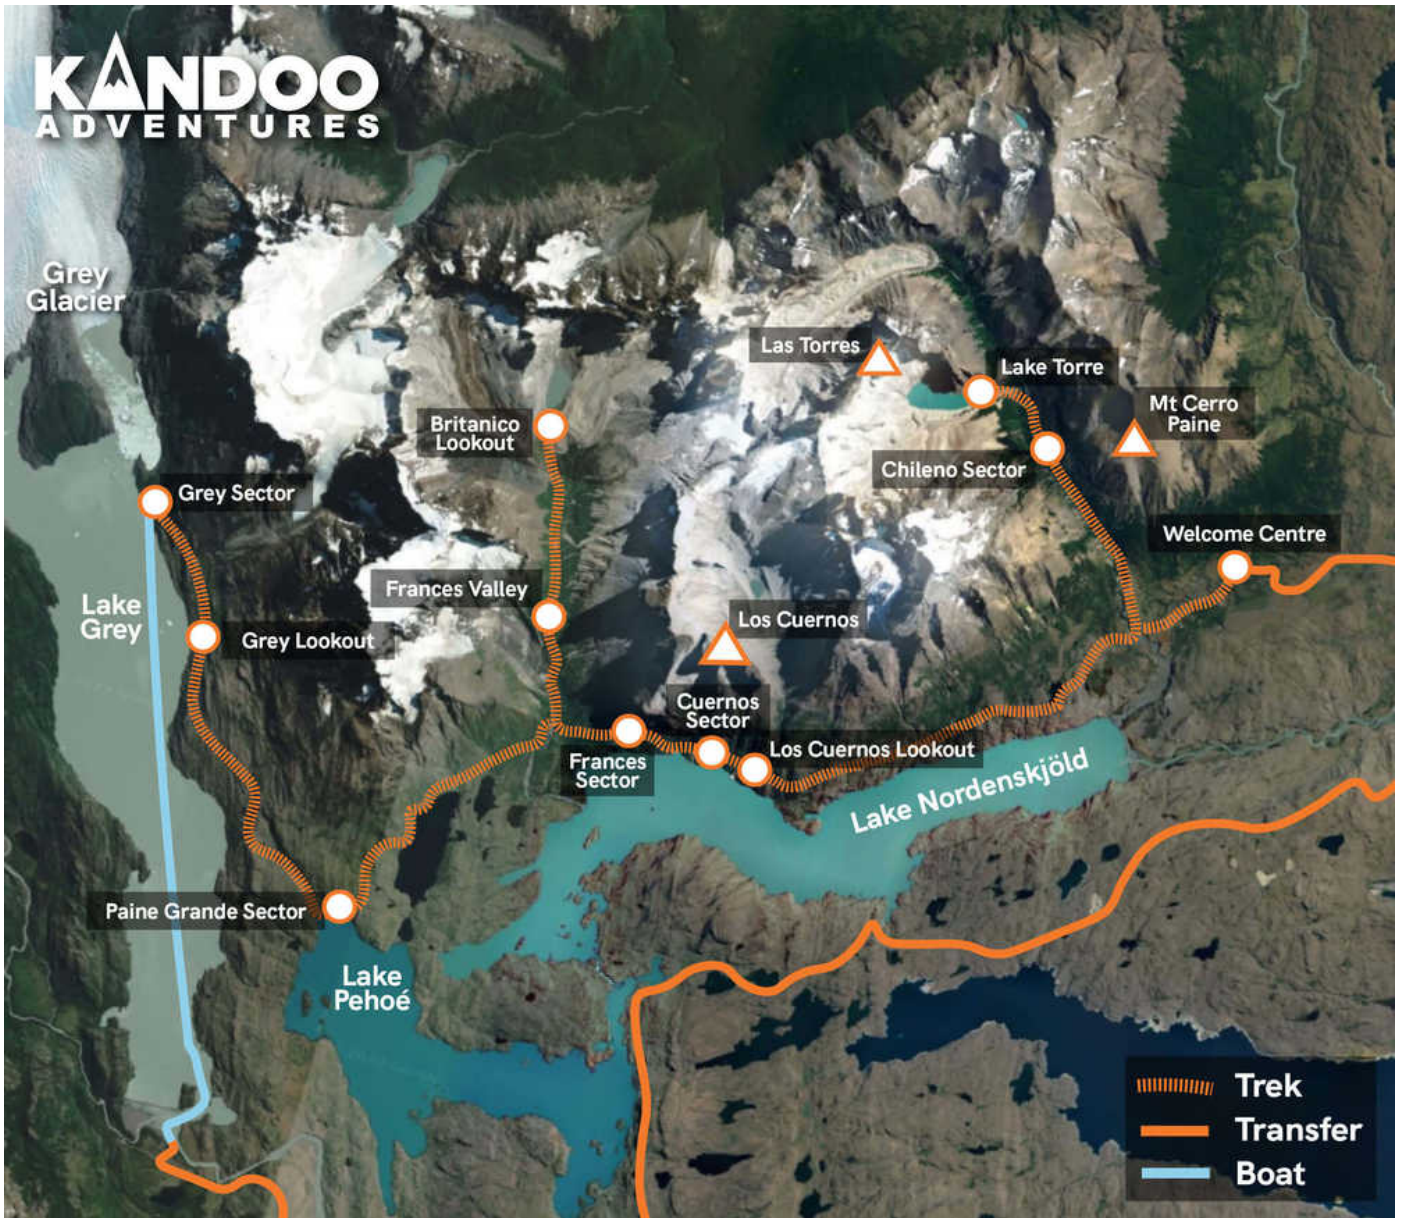 KANDOO
ADVENTURES
Grey
Glacier
Las Torres
Lake Torre
Mt Cerro
Paine
Britanico
Lookout
Chileno Sector
Grey Sector
Welcome Centre
Frances Valley
Lake
Grey
Grey Lookout
Los Cuernos
Cuernos
Sector
Frances
Sector
Los Cuernos Lookout
Lake Nordenskjöld
Paine Grande Sector
Lake
Pehoé
Trek
Transfer
Boat